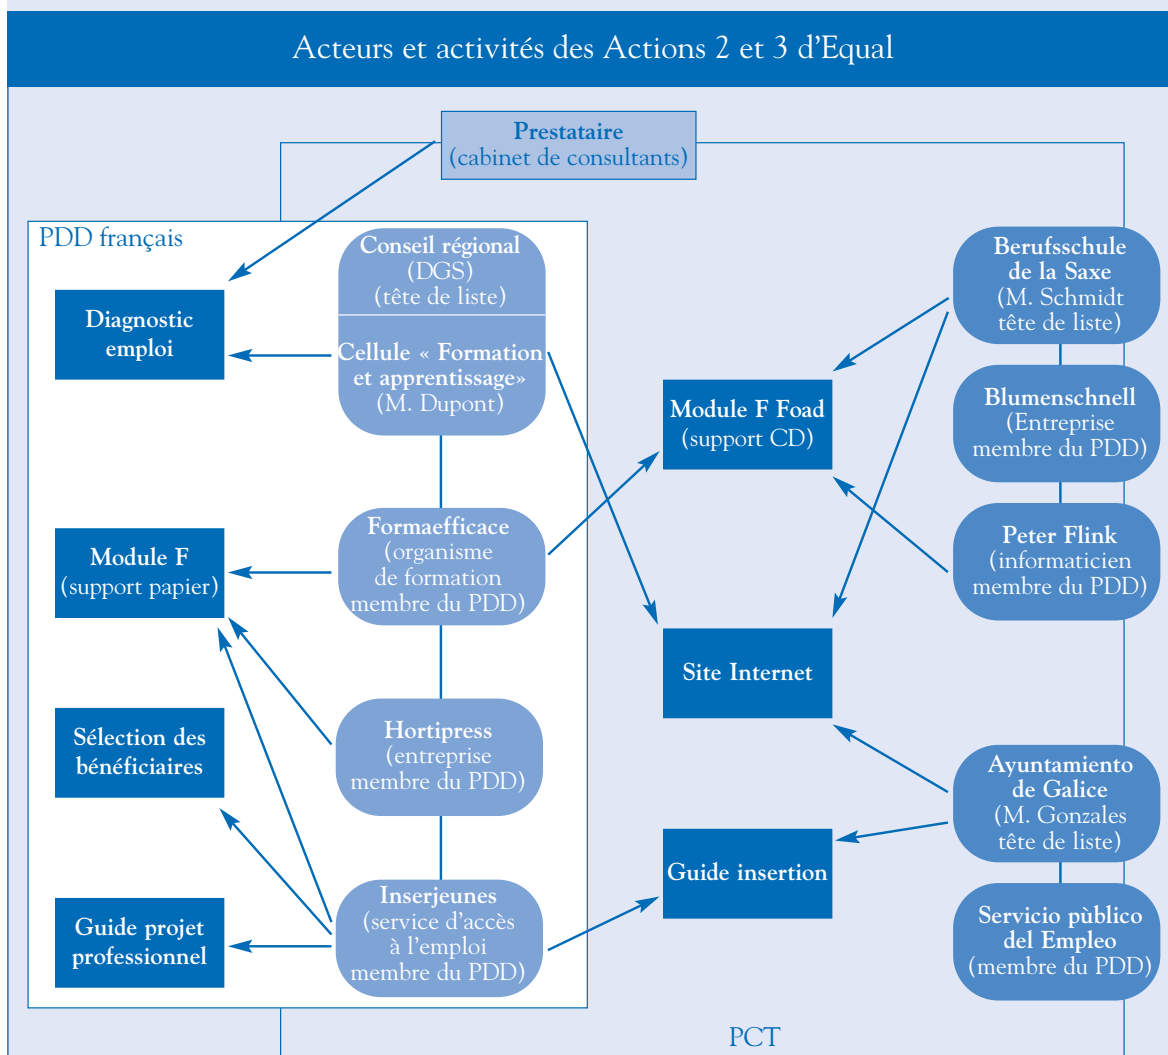 Acteurs et activités des Actions 2 et 3 d'Equal
Prestataire
(cabinet de consultants)
PDD français
Conseil régional
(DGS)
(tête de liste)
Cellule « Formation
et apprentissage»
(M. Dupont)
Diagnostic
emploi
Formaefficace
(organisme
de formation
membre du PDD)
Module F
(support papier)
Hortipress
(entreprise
membre du PDD)
Sélection des
bénéficiaires
Inserjeunes
(service d'accès
à l'emploi
membre du PDD)
Guide projet
professionnel
Module F Foad
(support CD)
Site Internet
Guide insertion
Berufsschule
de la Saxe
(M. Schmidt
tête de liste)
Blumenschnell
(Entreprise
membre du PDD)
Peter Flink
(informaticien
membre du PDD)
Ayuntamiento
de Galice
(M. Gonzales
tête de liste)
Servicio pùblico
del Empleo
(membre du PDD)
PCT